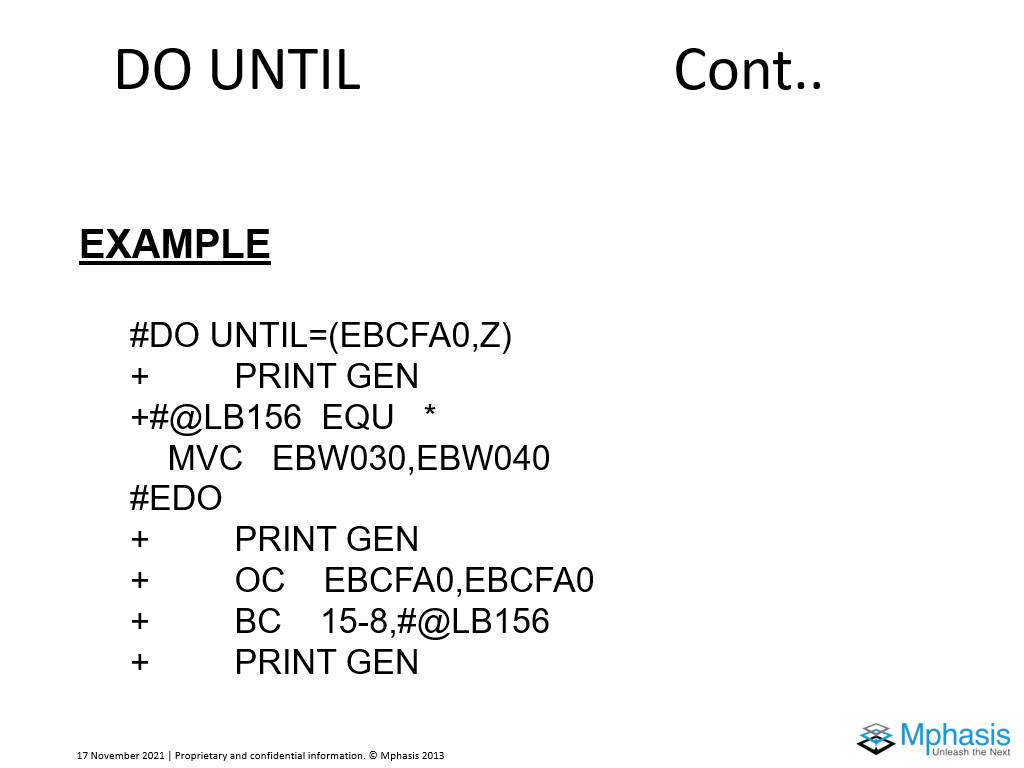 DO UNTIL Cont..
EXAMPLE
#DO UNTIL=(EBCFA0,Z)
+ PRINT GEN
+#@LB156 EQU *
MVC EBW030,EBW040
#EDO
+ PRINT GEN
+ OC EBCFA0,EBCFA0
+ BC 15-8,#@LB156
+ PRINT GEN
17 November 2021 | Proprietary and confidential information. © Mphasis 2013
Mphasis
Unleash the Next